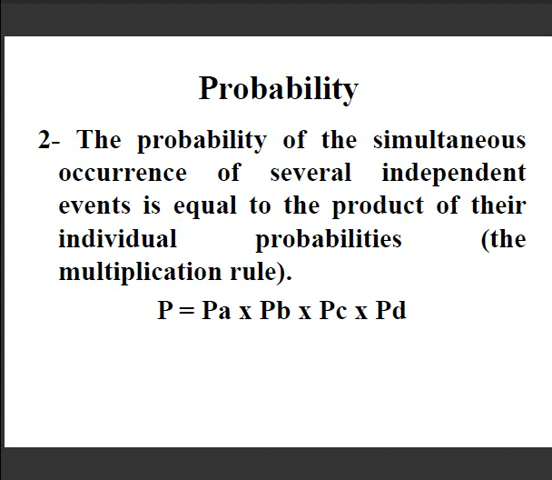 Probability
2- The probability of the simultaneous
occurrence of several independent
events is equal to the product of their
individual probabilities (the
multiplication rule).
P = Pa x Pb x Pc x Pd